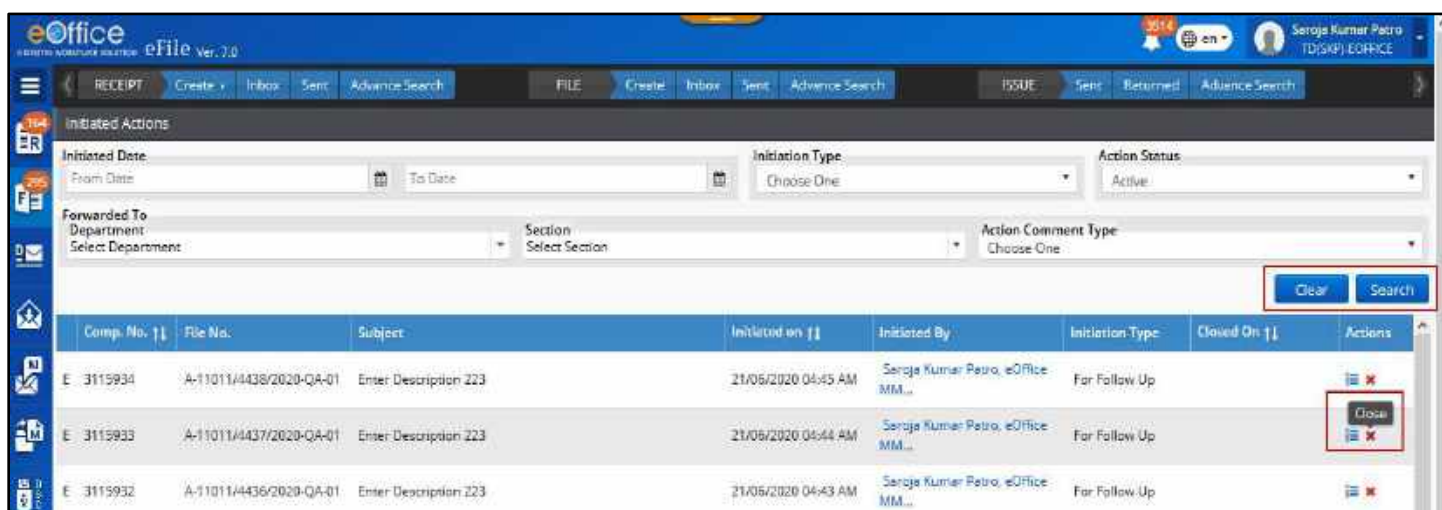 eOffice
eFile Ver. 7.0
3514
en
Saroja Kumar Patro
TD(SKP)-EOFFICE
RECEIPT Create Inbox Sent Advance Search FILE Create Inbox Sent Advance Search ISSUE Sent Returned Advance Search
164
Initiated Actions
Initiated Date Initiation Type Action Status
From Date To Date Choose One Active
295
Forwarded To
Department Section Action Comment Type
Select Department Select Section Choose One
Clear Search
Comp. No. File No. Subject Initiated on Initiated By Initiation Type Closed On Actions
E 3115934 A-11011/4438/2020-QA-01 Enter Description 223 21/06/2020 04:45 AM Saroja Kumar Patro, eOffice MM... For Follow Up
Close
E 3115933 A-11011/4437/2020-QA-01 Enter Description 223 21/06/2020 04:44 AM Saroja Kumar Patro, eOffice MM... For Follow Up
E 3115932 A-11011/4436/2020-QA-01 Enter Description 223 21/06/2020 04:43 AM Saroja Kumar Patro, eOffice MM... For Follow Up